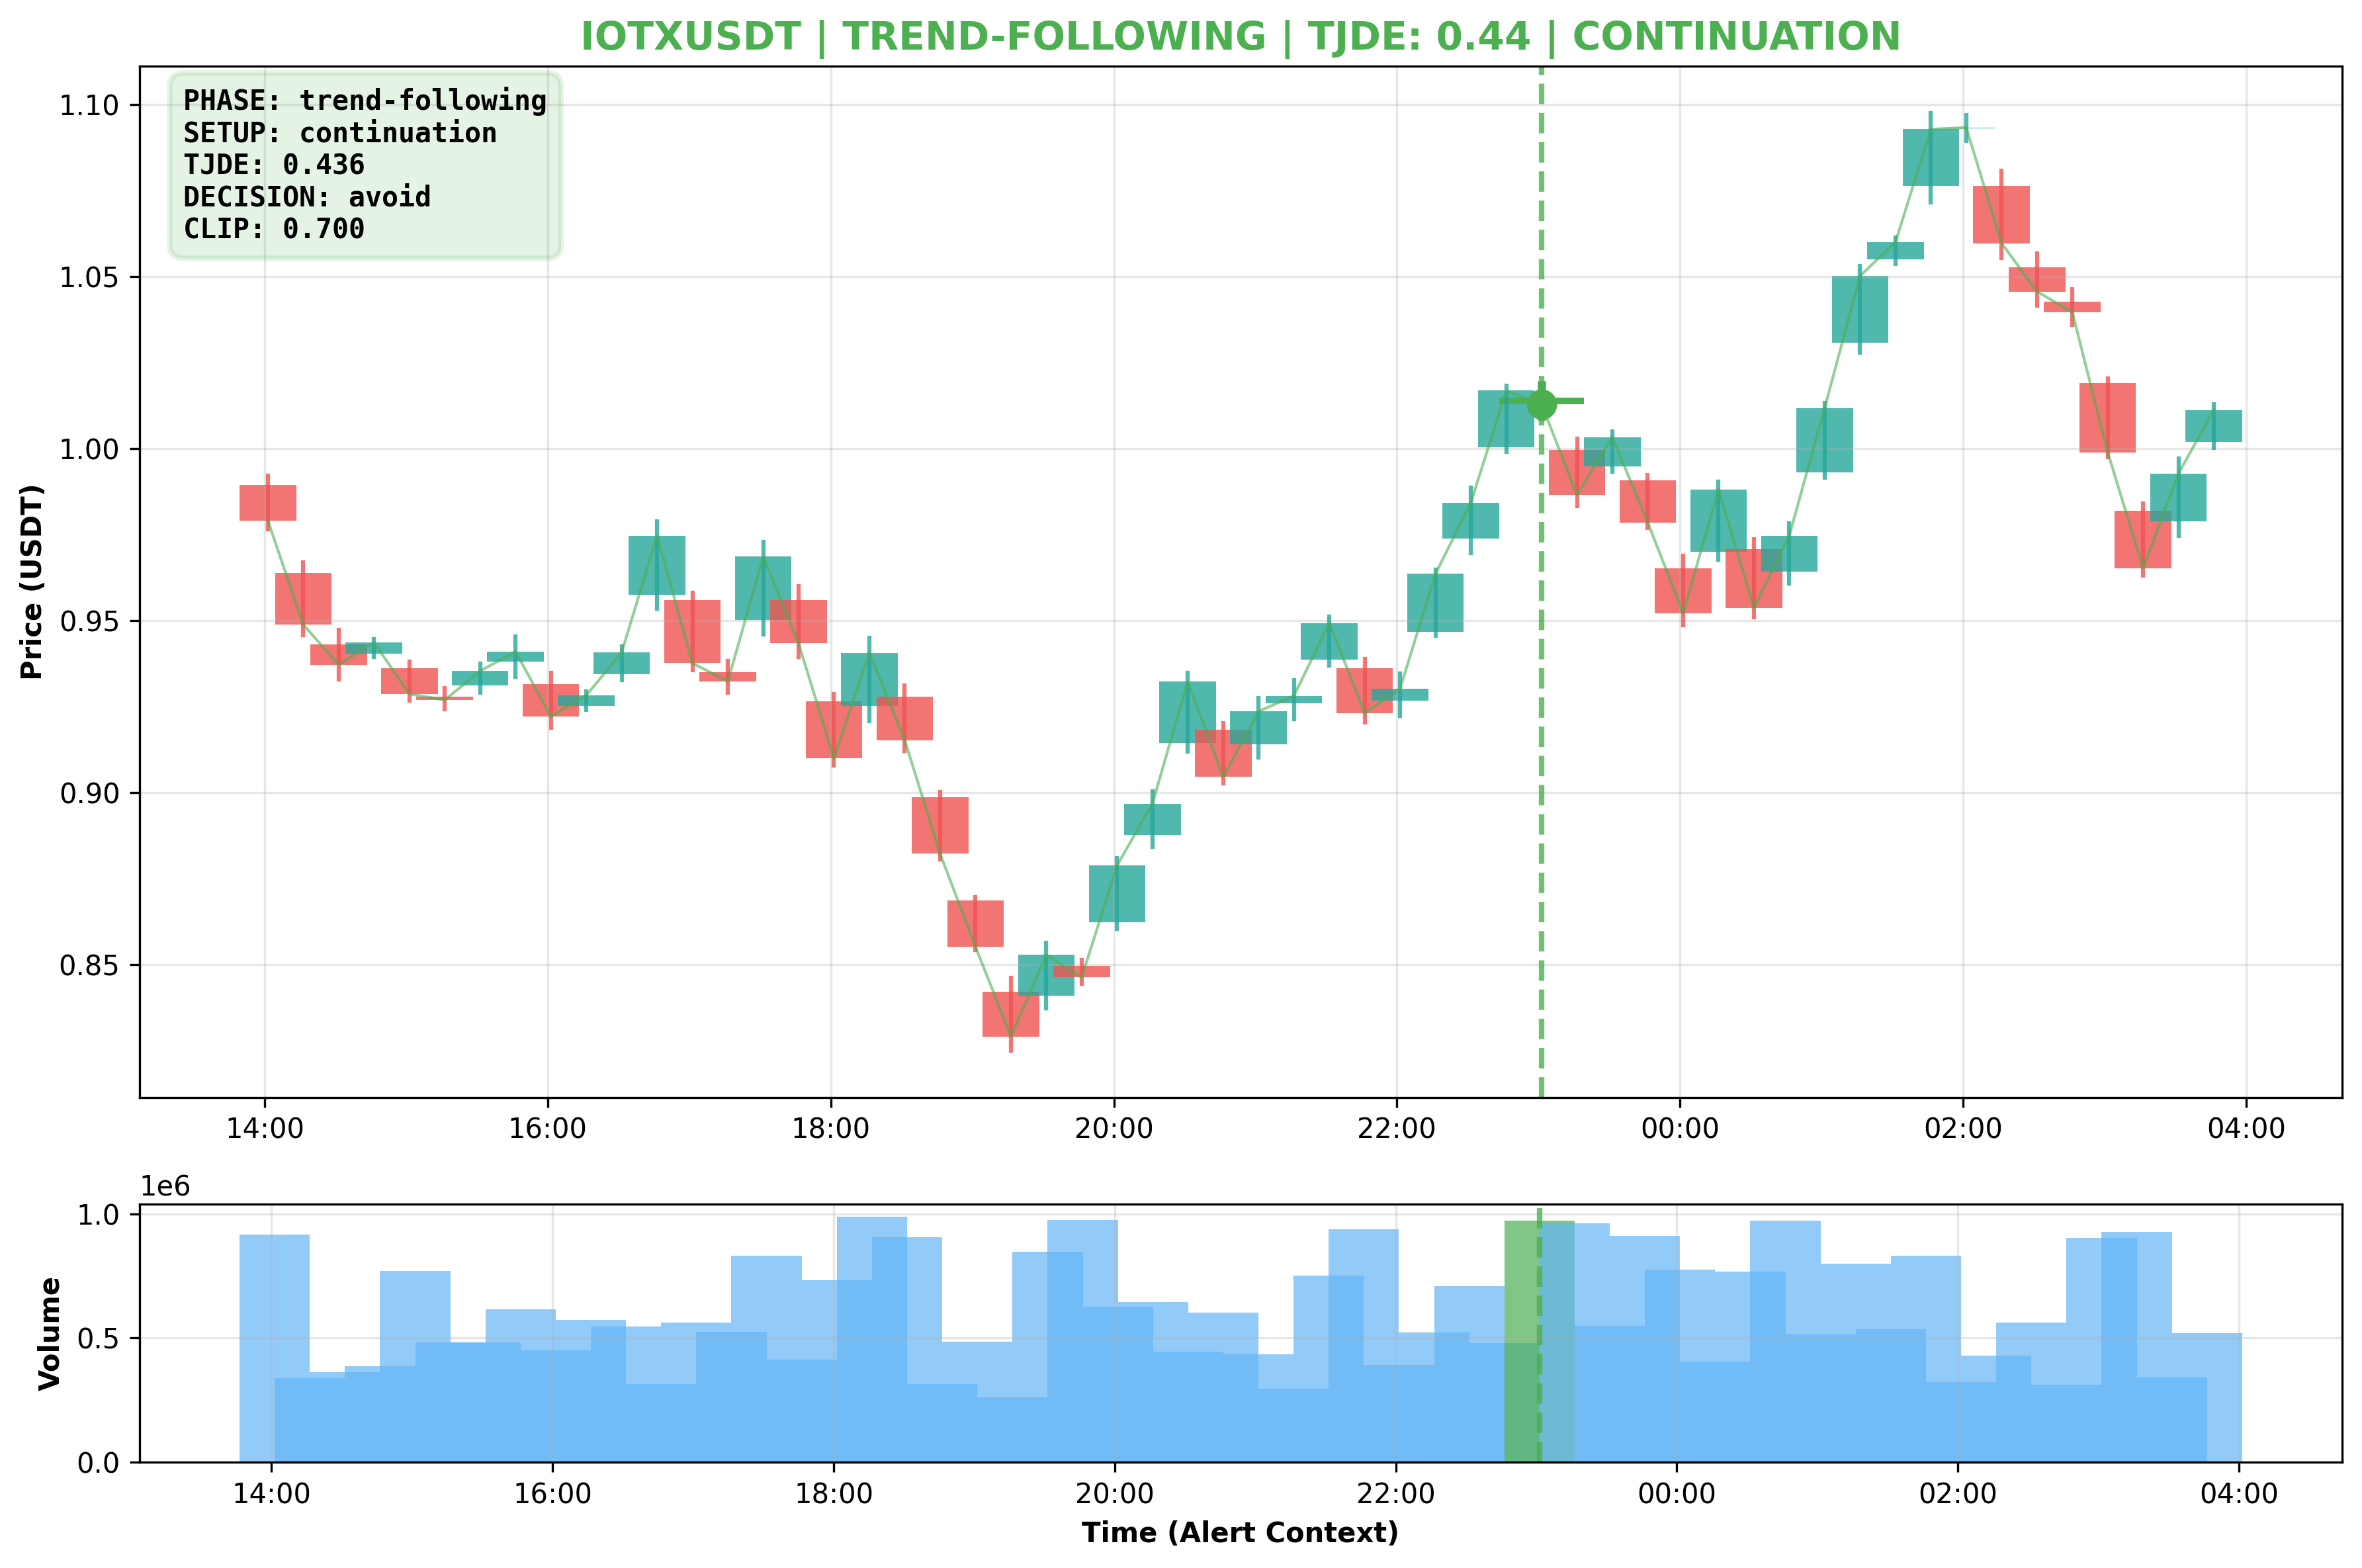 IOTXUSDT | TREND-FOLLOWING | TJDE: 0.44 | CONTINUATION
PHASE: trend-following
SETUP: continuation
TJDE: 0.436
DECISION: avoid
CLIP: 0.700
Price (USDT)
1.10
1.05
1.00
0.95
0.90
0.85
14:00 16:00 18:00 20:00 22:00 00:00 02:00 04:00
1e6
Volume
1.0
0.5
0.0
14:00 16:00 18:00 20:00 22:00 00:00 02:00 04:00
Time (Alert Context)